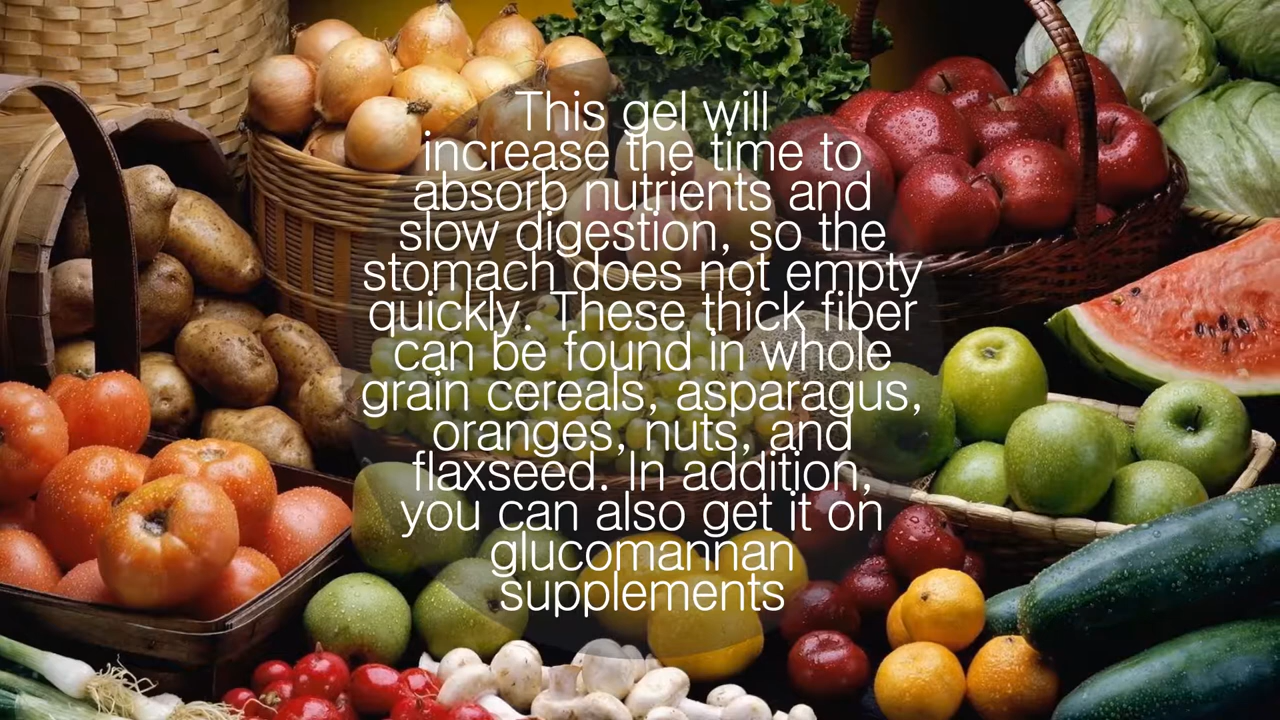 This gel will
increase the time to
absorb nutrients and
slow digestion, so the
stomach does not empty
quickly. These thick fiber
can be found in whole
grain cereals, asparagus,
oranges, nuts, and
flaxseed. In addition,
you can also get it on
glucomannan
supplements